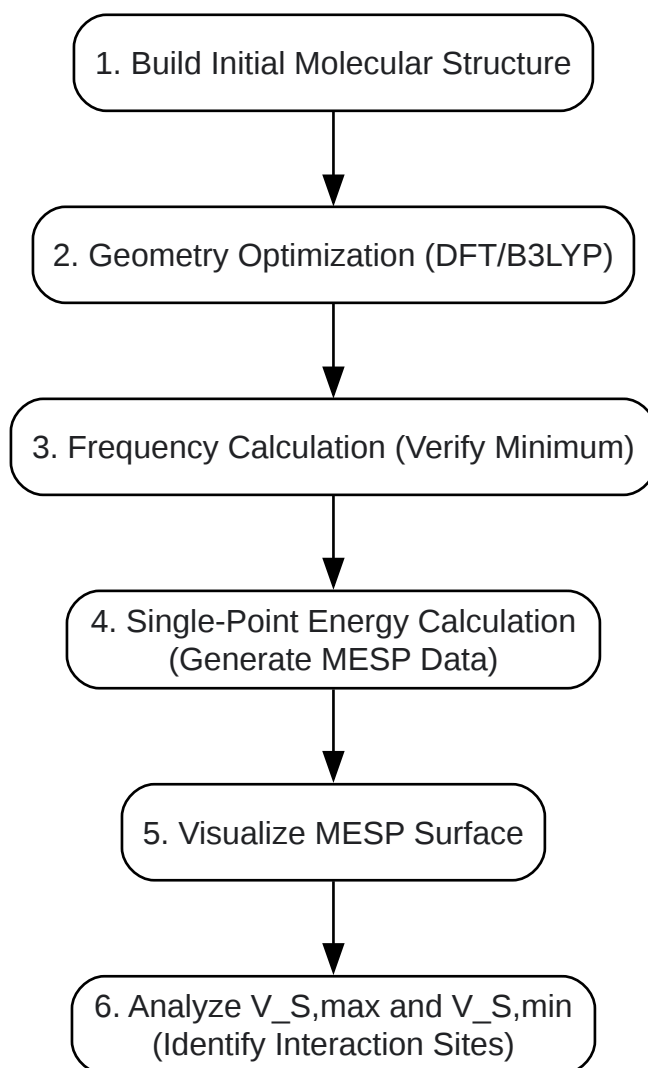 1. Build Initial Molecular Structure
2. Geometry Optimization (DFT/B3LYP)
3. Frequency Calculation (Verify Minimum)
4. Single-Point Energy Calculation
(Generate MESP Data)
5. Visualize MESP Surface
6. Analyze V_S,max and V_S,min
(Identify Interaction Sites)